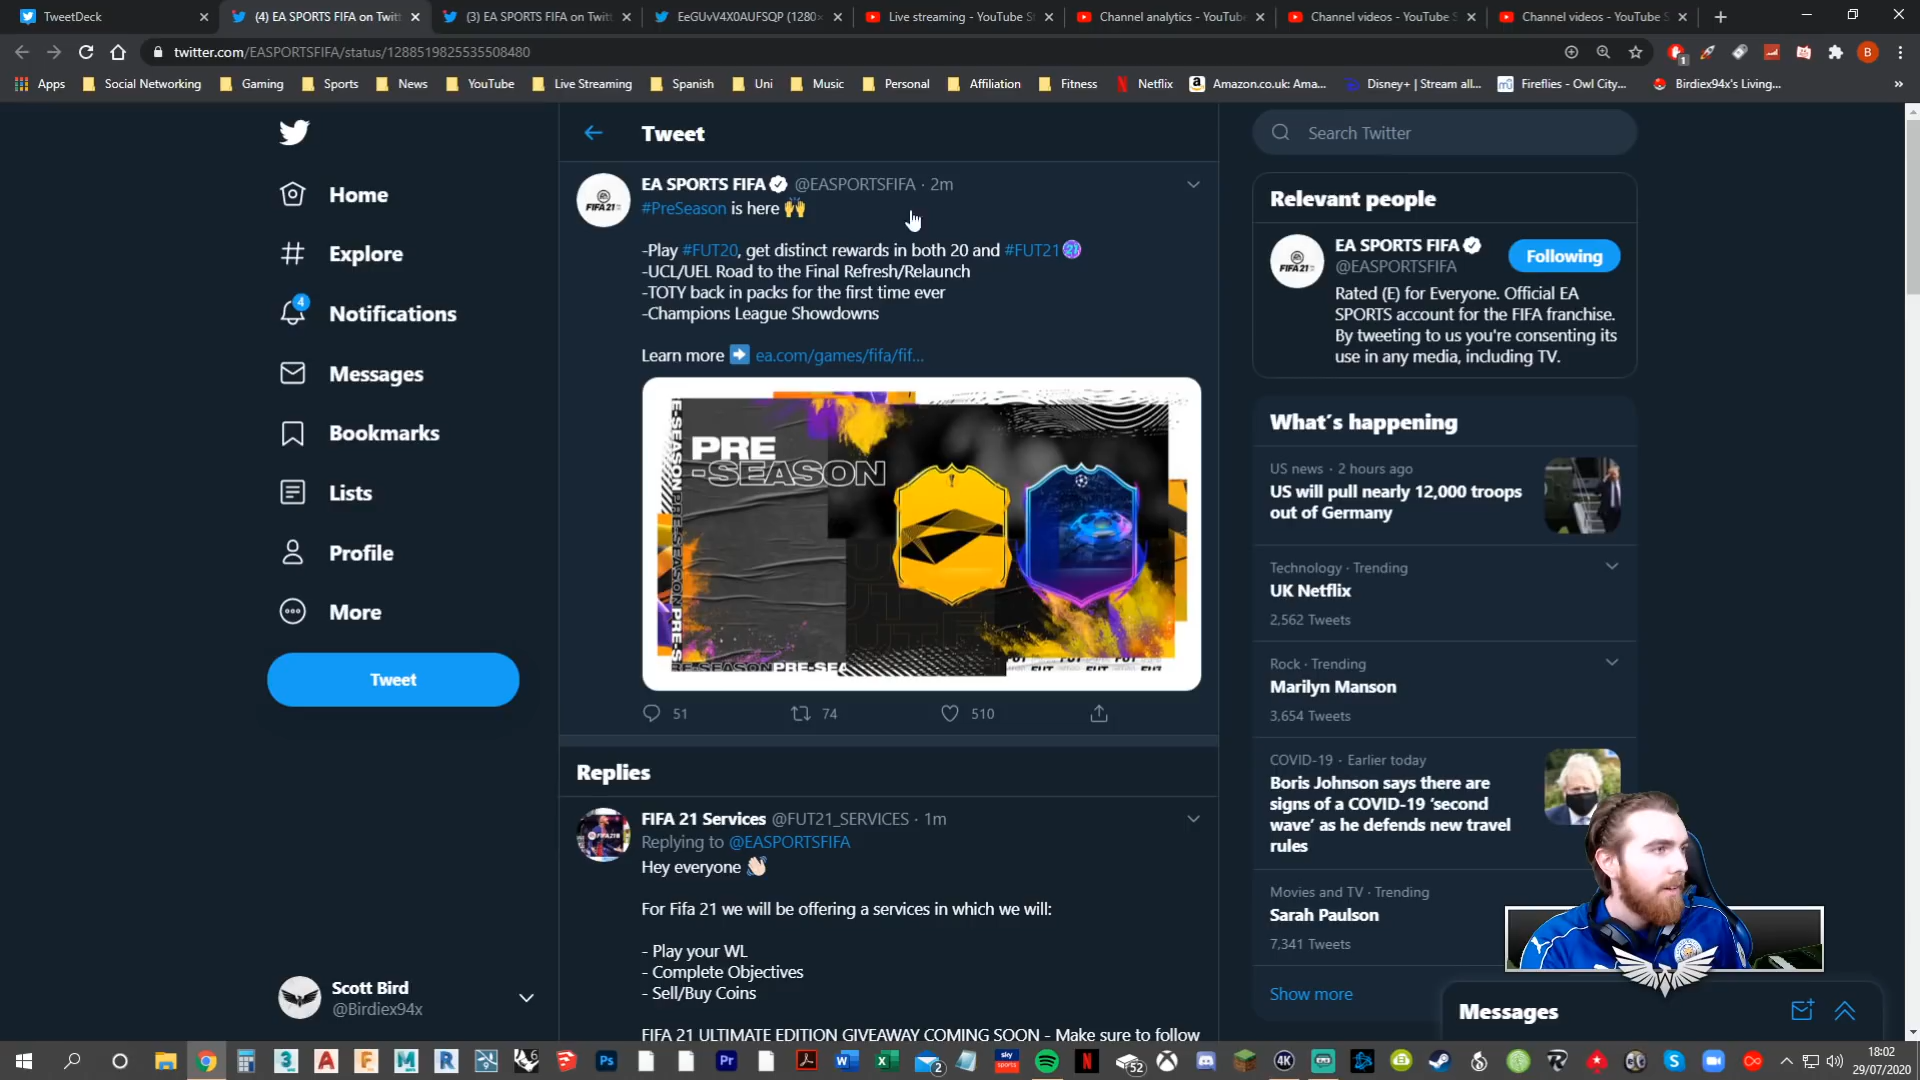 TweetDeck
(4) EA SPORTS FIFA on Twitt
(3) EA SPORTS FIFA on Twitt
EeGUvV4X0AUFSQP (1280×
Live streaming - YouTube S
Channel analytics - YouTube
Channel videos - YouTube S
Channel videos - YouTube S
twitter.com/EASPORTSFIFA/status/1288519825535508480
Apps
Social Networking
Gaming
Sports
News
YouTube
Live Streaming
Spanish
Uni
Music
Personal
Affiliation
Fitness
Netflix
Amazon.co.uk: Ama...
Disney+ | Stream all...
Fireflies - Owl City...
Birdiex94x's Living...
Home
Explore
4
Notifications
Messages
Bookmarks
Lists
Profile
More
Tweet
Scott Bird
@Birdiex94x
Tweet
EA SPORTS FIFA @EASPORTSFIFA · 2m
#PreSeason is here 🙌
-Play #FUT20, get distinct rewards in both 20 and #FUT21
-UCL/UEL Road to the Final Refresh/Relaunch
-TOTY back in packs for the first time ever
-Champions League Showdowns
Learn more ➡ ea.com/games/fifa/fif...
PRE
-SEASON
51
74
510
Replies
FIFA 21 Services @FUT21_SERVICES · 1m
Replying to @EASPORTSFIFA
Hey everyone 👋🏻
For Fifa 21 we will be offering a services in which we will:
- Play your WL
- Complete Objectives
- Sell/Buy Coins
FIFA 21 ULTIMATE EDITION GIVEAWAY COMING SOON - Make sure to follow
Search Twitter
Relevant people
EA SPORTS FIFA
@EASPORTSFIFA
Following
Rated (E) for Everyone. Official EA
SPORTS account for the FIFA franchise.
By tweeting to us you're consenting its
use in any media, including TV.
What's happening
US news · 2 hours ago
US will pull nearly 12,000 troops
out of Germany
Technology · Trending
UK Netflix
2,562 Tweets
Rock · Trending
Marilyn Manson
3,654 Tweets
COVID-19 · Earlier today
Boris Johnson says there are
signs of a COVID-19 'second
wave' as he defends new travel
rules
Movies and TV · Trending
Sarah Paulson
7,341 Tweets
Show more
Messages
18:02
29/07/2020